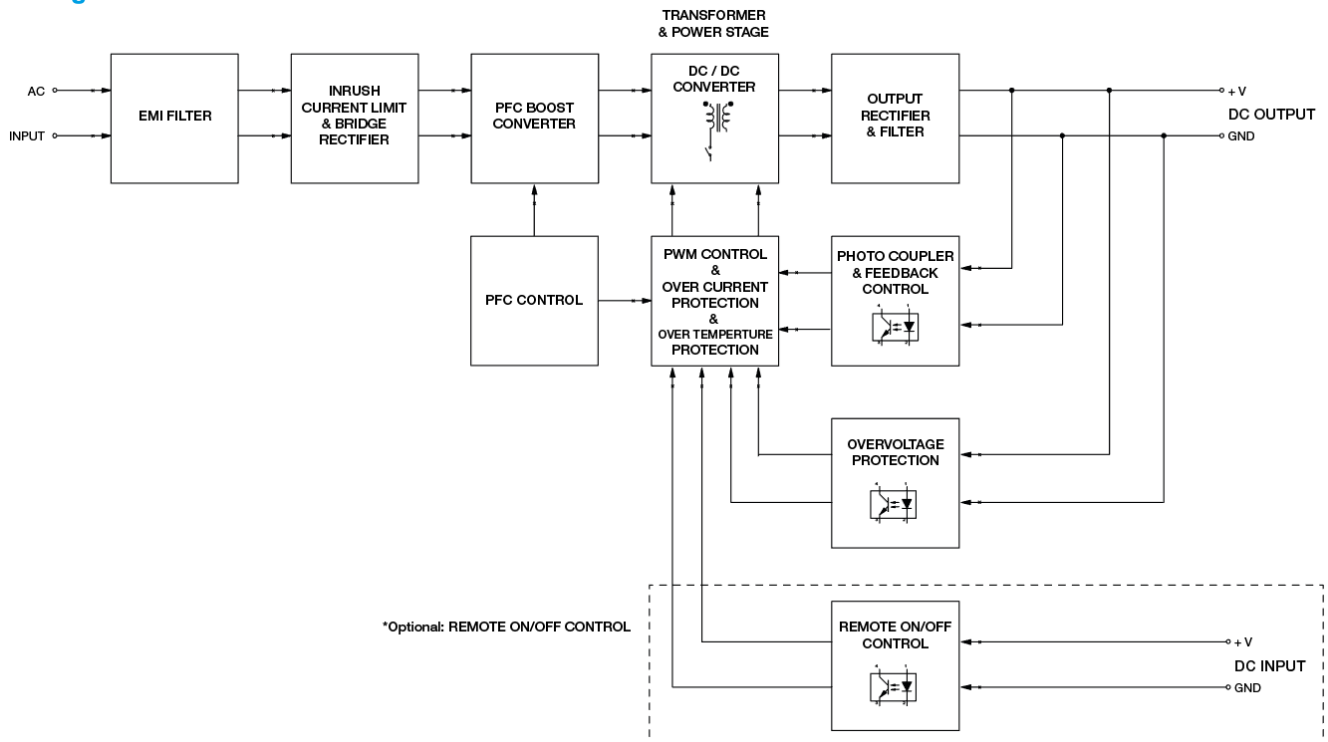 TRANSFORMER
& POWER STAGE
AC
INPUT
EMI FILTER
INRUSH
CURRENT LIMIT
& BRIDGE
RECTIFIER
PFC BOOST
CONVERTER
DC / DC
CONVERTER
OUTPUT
RECTIFIER
& FILTER
+ V
DC OUTPUT
GND
PFC CONTROL
PWM CONTROL
&
OVER CURRENT
PROTECTION
&
OVER TEMPERTURE
PROTECTION
PHOTO COUPLER
& FEEDBACK
CONTROL
OVERVOLTAGE
PROTECTION
*Optional: REMOTE ON/OFF CONTROL
REMOTE ON/OFF
CONTROL
+ V
DC INPUT
GND